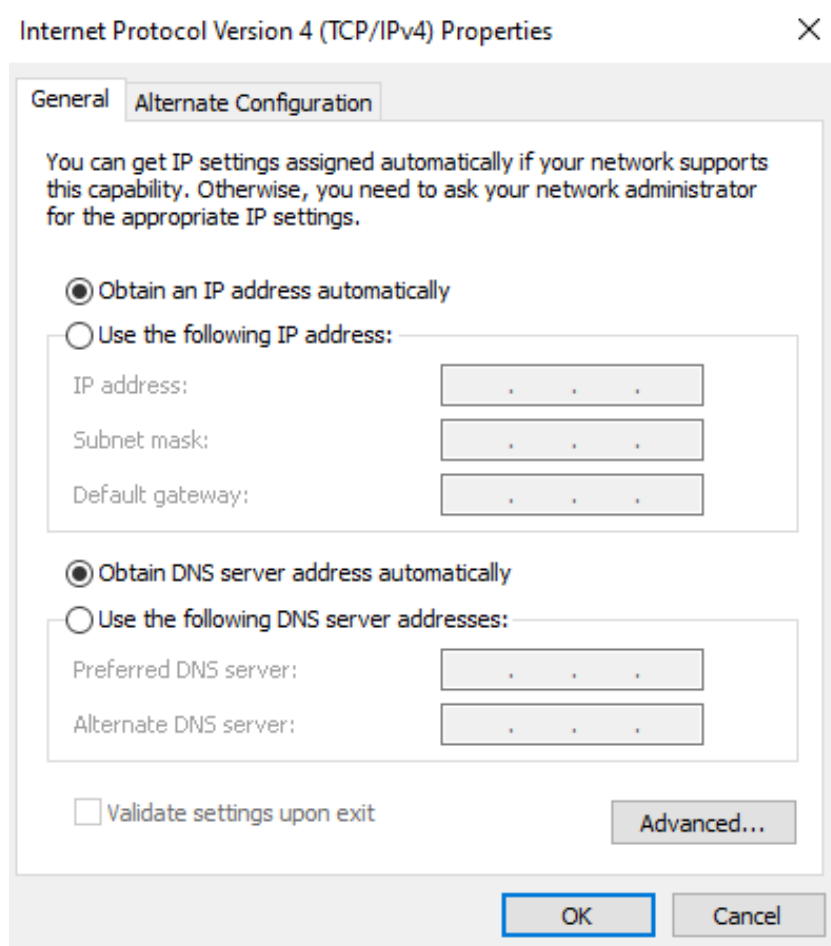 Internet Protocol Version 4 (TCP/IPv4) Properties
General
Alternate Configuration
You can get IP settings assigned automatically if your network supports
this capability. Otherwise, you need to ask your network administrator
for the appropriate IP settings.
Obtain an IP address automatically
Use the following IP address:
IP address:
. . .
Subnet mask:
. . .
Default gateway:
. . .
Obtain DNS server address automatically
Use the following DNS server addresses:
Preferred DNS server:
. . .
Alternate DNS server:
. . .
Validate settings upon exit
Advanced...
OK
Cancel